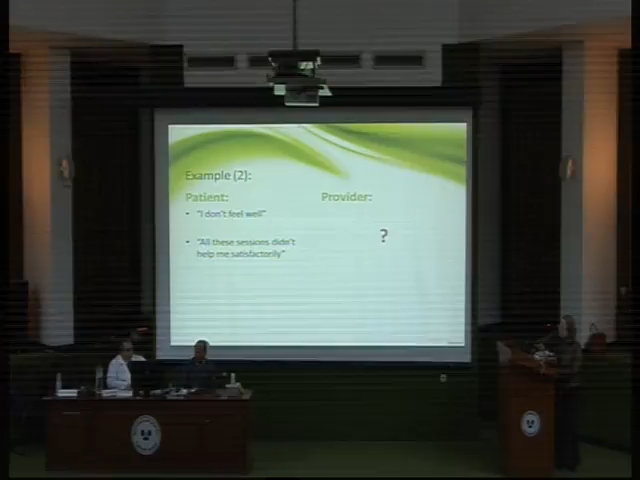 Example (2):
Patient:
Provider:
• "I don't feel well"
?
• "All these sessions didn't
help me satisfactorily"